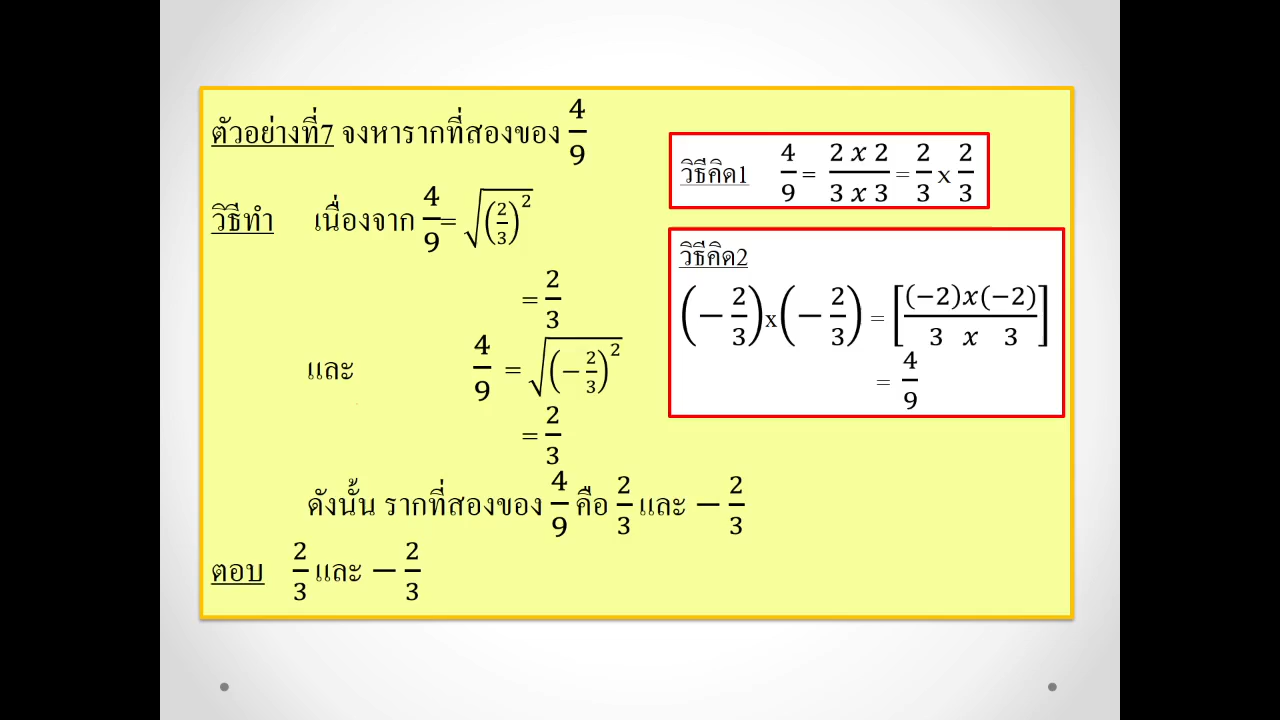 ตัวอย่างที่7 จงหารากที่สองของ 4/9
วิธีทำ เนื่องจาก 4/9 = √(2/3)²
= 2/3
และ 4/9 = √(−2/3)²
= 2/3
ดังนั้น รากที่สองของ 4/9 คือ 2/3 และ − 2/3
ตอบ 2/3 และ − 2/3
วิธีคิด1 4/9 = (2 x 2)/(3 x 3) = 2/3 x 2/3
วิธีคิด2
(− 2/3)x(− 2/3) = [((−2)x(−2))/(3 x 3)]
= 4/9